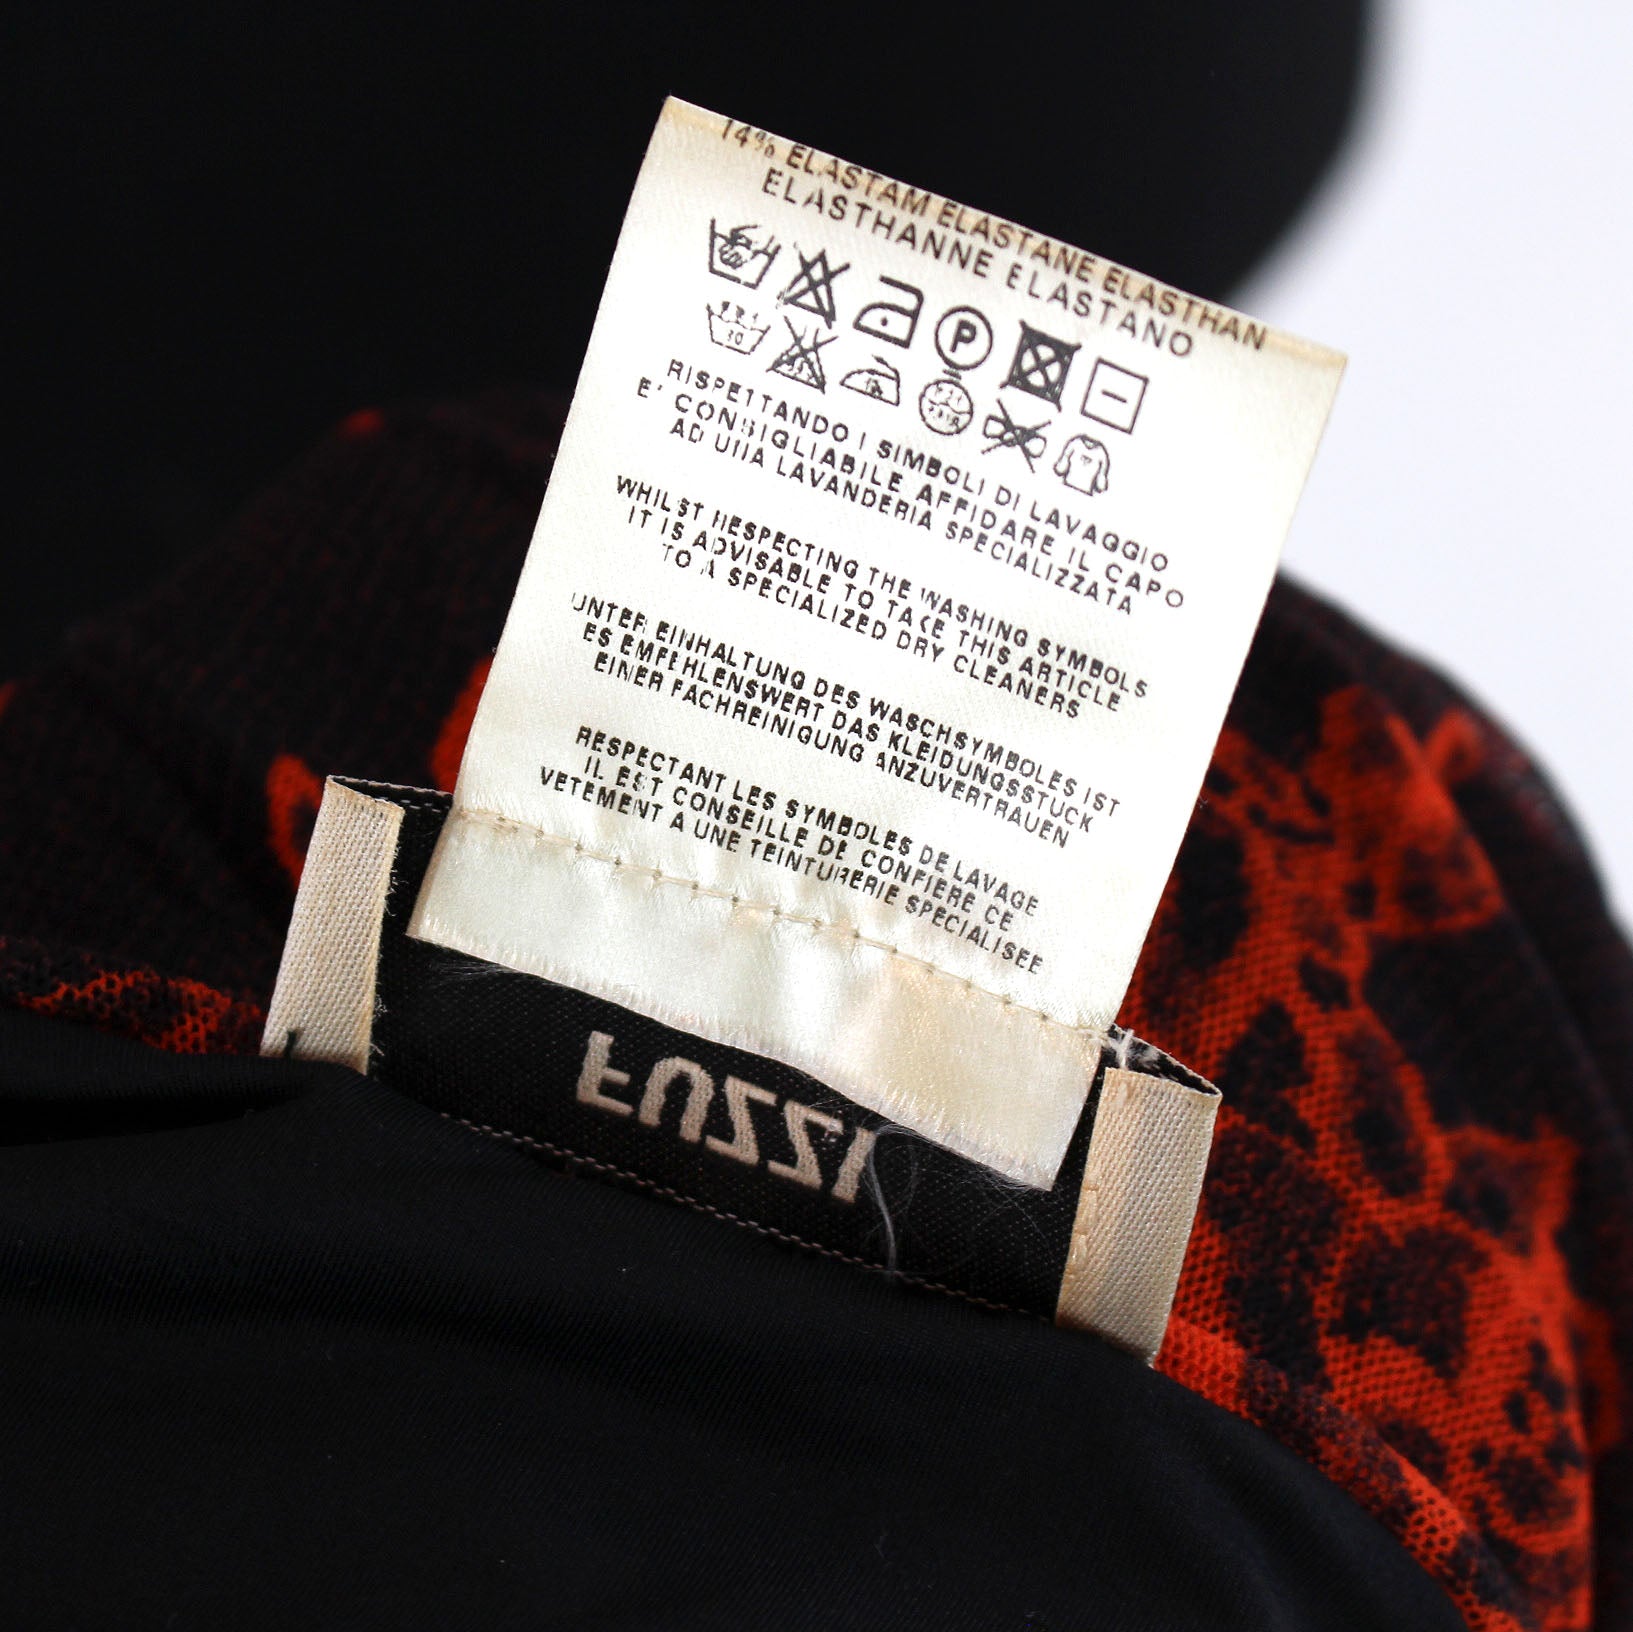 14% ELASTAM ELASTANE ELASTHAN
ELASTHANNE ELASTANO
P
30
RISPETTANDO I SIMBOLI DI LAVAGGIO
E' CONSIGLIABILE AFFIDARE IL CAPO
AD UNA LAVANDERIA SPECIALIZZATA
WHILST RESPECTING THE WASHING SYMBOLS
IT IS ADVISABLE TO TAKE THIS ARTICLE
TO A SPECIALIZED DRY CLEANERS
UNTER EINHALTUNG DES WASCHSYMBOLES IST
ES EMPFEHLENSWERT DAS KLEIDUNGSSTUCK
EINER FACHREINIGUNG ANZUVERTRAUEN
RESPECTANT LES SYMBOLES DE LAVAGE
IL EST CONSEILLE DE CONFIERE CE
VETEMENT A UNE TEINTURERIE SPECIALISEE
FUZZI